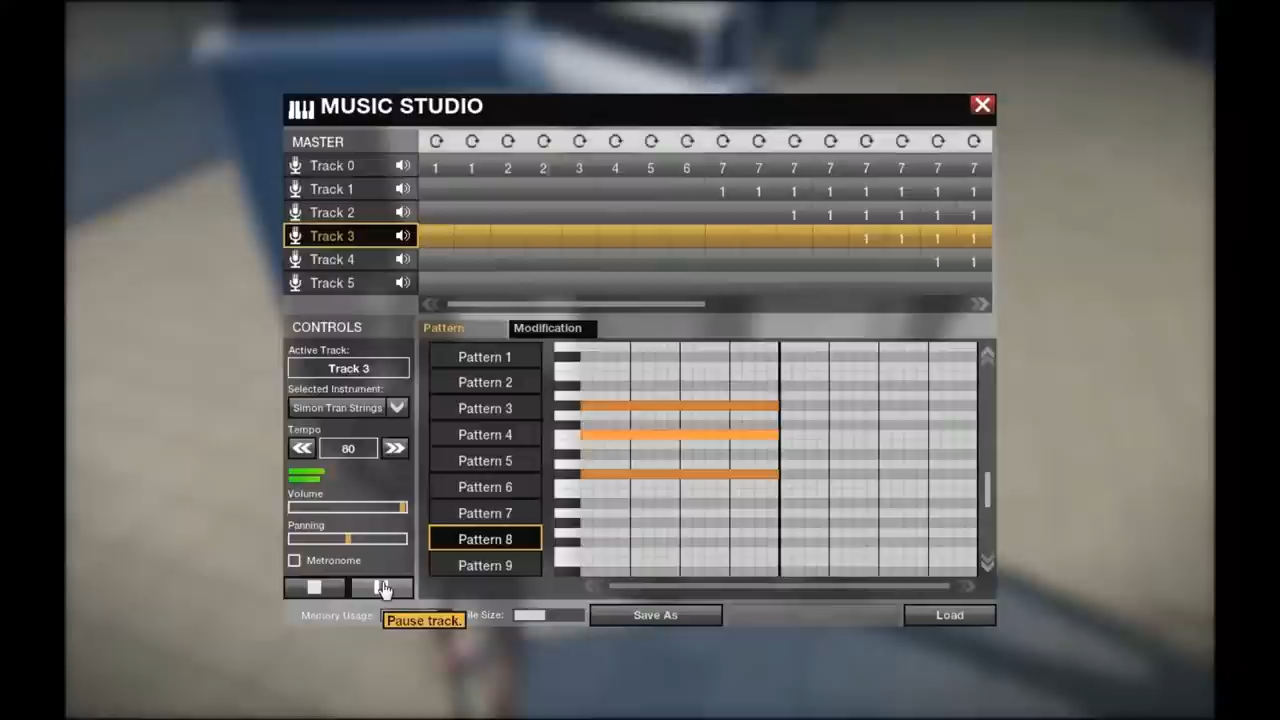 MUSIC STUDIO
MASTER
Track 0 1 1 2 2 3 4 5 6 7 7 7 7 7 7 7 7
Track 1 1 1 1 1 1 1 1 1
Track 2 1 1 1 1 1 1
Track 3 1 1 1 1
Track 4 1 1
Track 5
CONTROLS
Pattern Modification
Active Track:
Track 3
Selected Instrument:
Simon Tran Strings
Tempo
80
Volume
Panning
Metronome
Pattern 1
Pattern 2
Pattern 3
Pattern 4
Pattern 5
Pattern 6
Pattern 7
Pattern 8
Pattern 9
Memory Usage: Size: Save As Load
Pause track.